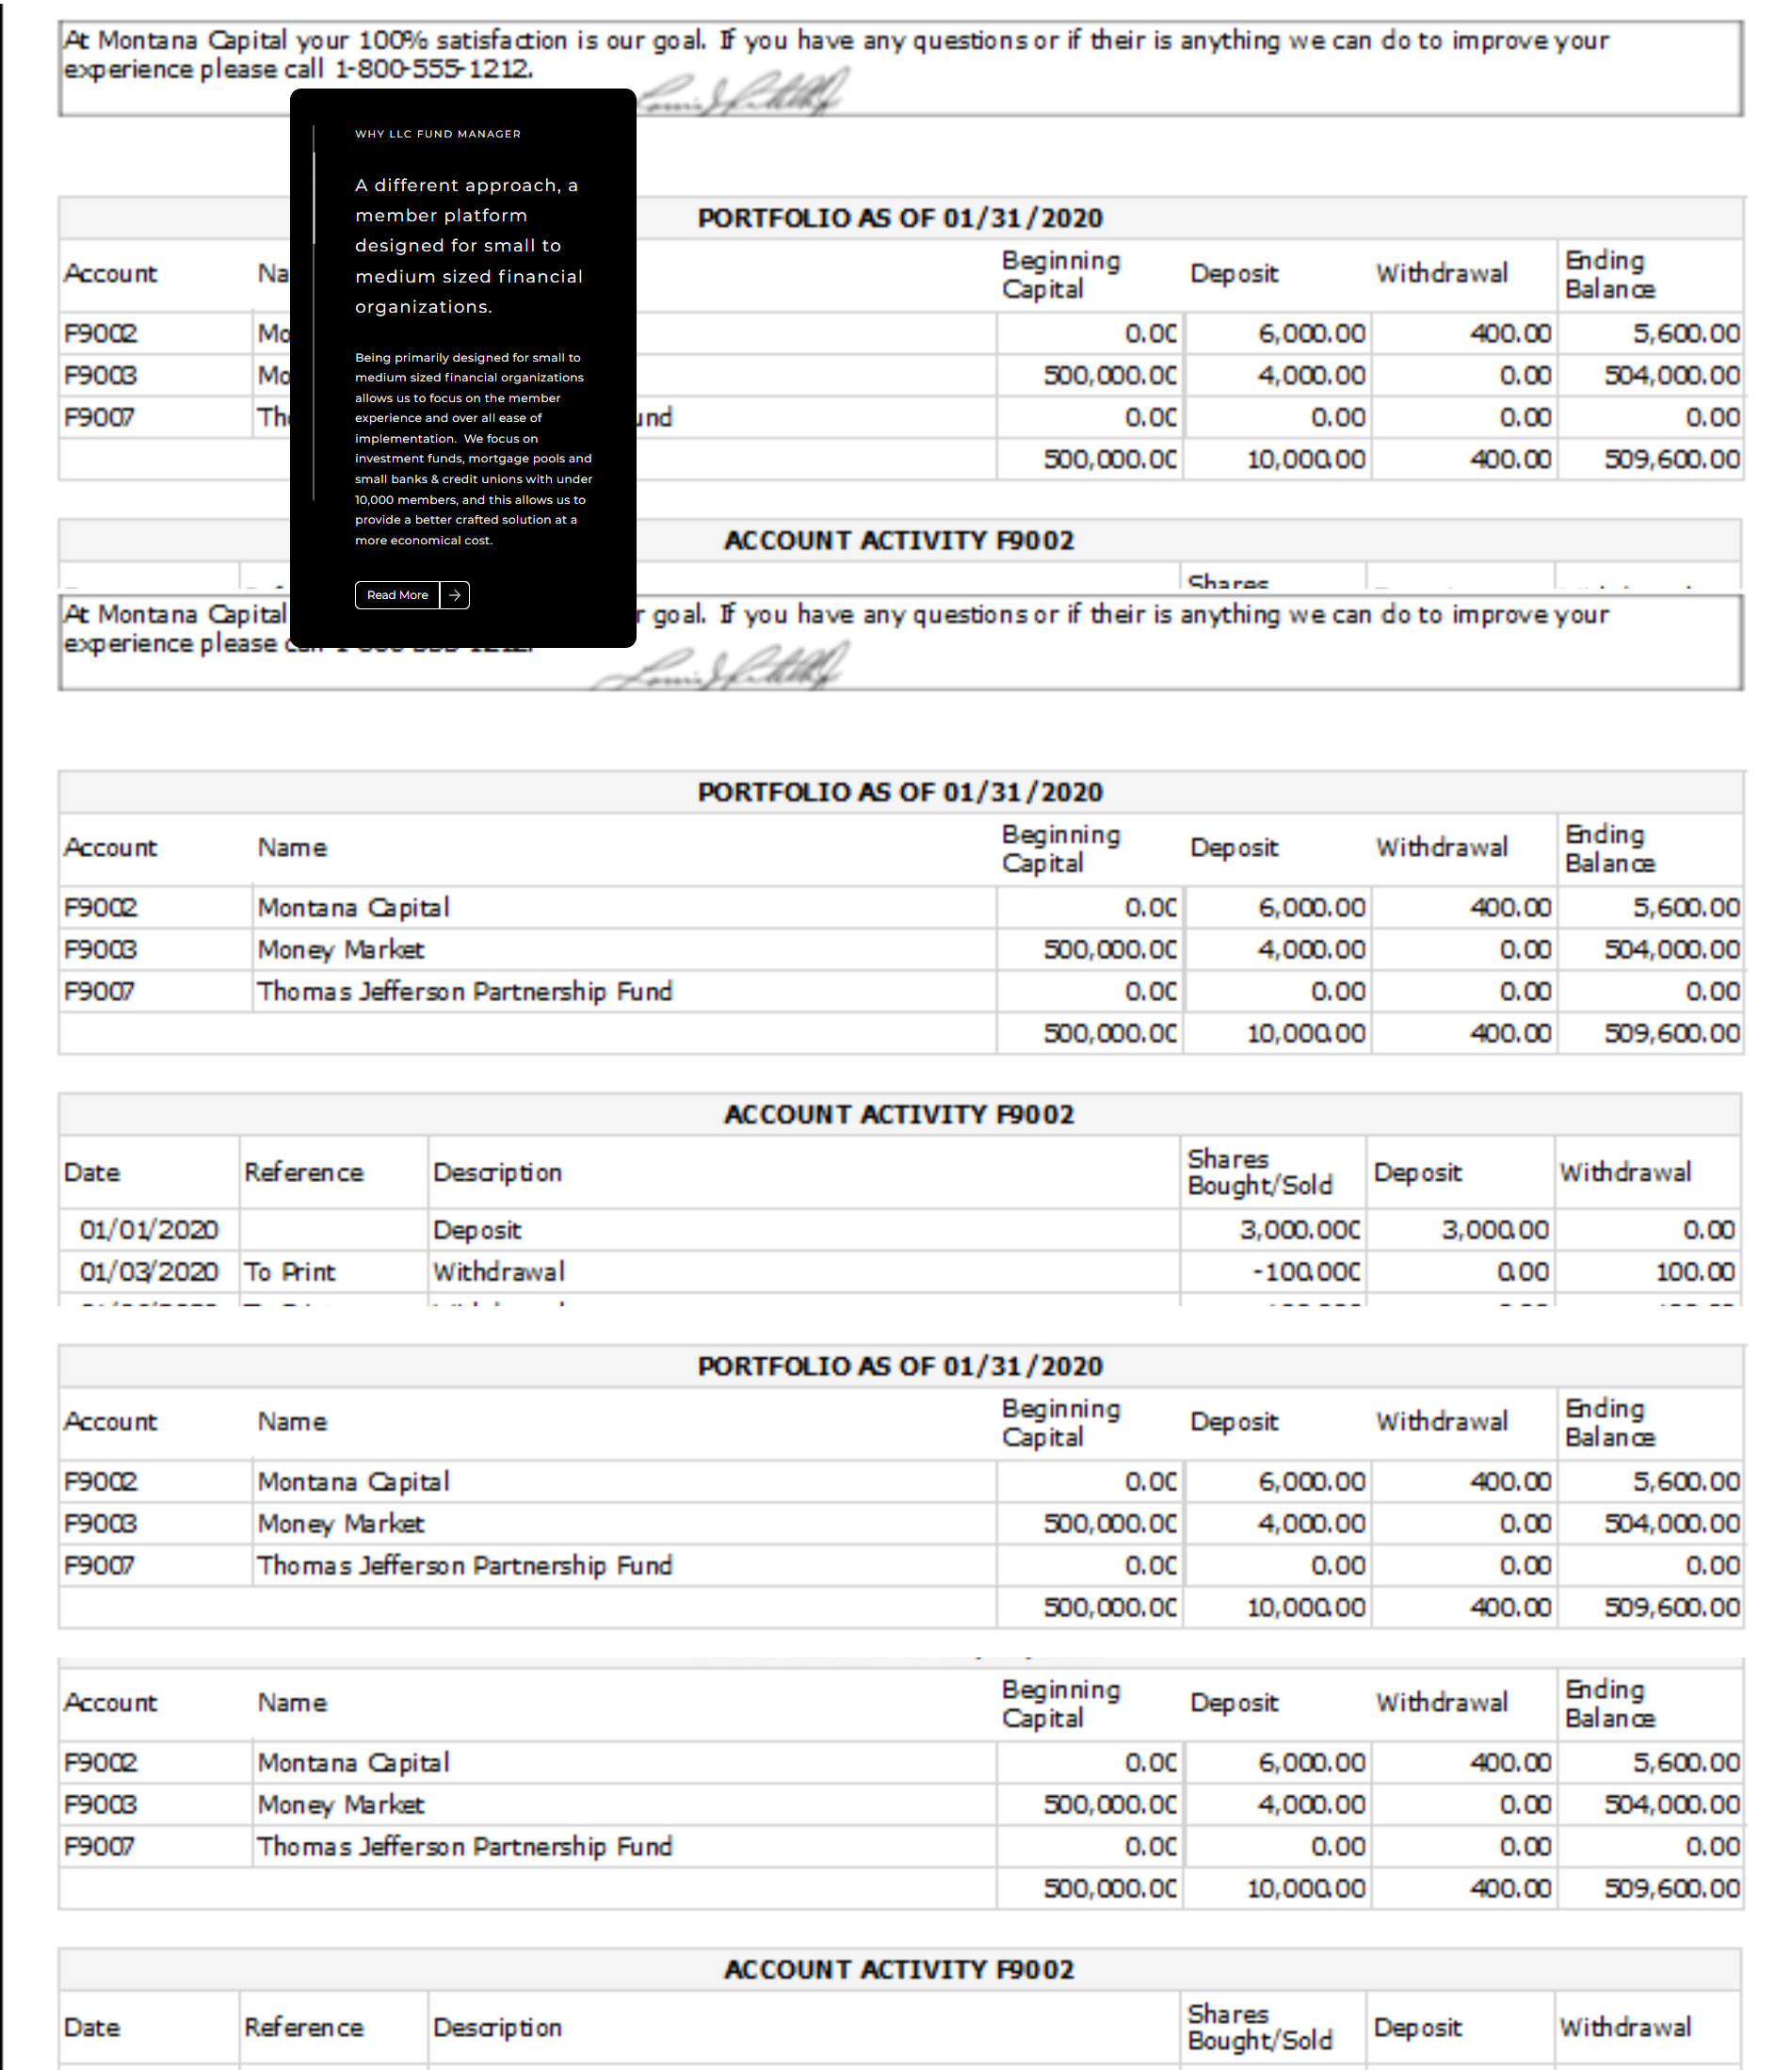 At Montana Capital your 100% satisfaction is our goal. If you have any questions or if their is anything we can do to improve your
experience please call 1-800-555-1212.
WHY LLC FUND MANAGER
A different approach, a
member platform
designed for small to
medium sized financial
organizations.
Being primarily designed for small to
medium sized financial organizations
allows us to focus on the member
experience and over all ease of
implementation. We focus on
investment funds, mortgage pools and
small banks & credit unions with under
10,000 members, and this allows us to
provide a better crafted solution at a
more economical cost.
Read More
PORTFOLIO AS OF 01/31/2020
Account Na Beginning Capital Deposit Withdrawal Ending Balance
F9002 Mo 0.00 6,000.00 400.00 5,600.00
F9003 Mo 500,000.00 4,000.00 0.00 504,000.00
F9007 Th und 0.00 0.00 0.00 0.00
500,000.00 10,000.00 400.00 509,600.00
ACCOUNT ACTIVITY F9002
Shares
At Montana Capital r goal. If you have any questions or if their is anything we can do to improve your
experience please
PORTFOLIO AS OF 01/31/2020
Account Name Beginning Capital Deposit Withdrawal Ending Balance
F9002 Montana Capital 0.00 6,000.00 400.00 5,600.00
F9003 Money Market 500,000.00 4,000.00 0.00 504,000.00
F9007 Thomas Jefferson Partnership Fund 0.00 0.00 0.00 0.00
500,000.00 10,000.00 400.00 509,600.00
ACCOUNT ACTIVITY F9002
Date Reference Description Shares Bought/Sold Deposit Withdrawal
01/01/2020 Deposit 3,000.000 3,000.00 0.00
01/03/2020 To Print Withdrawal -100.000 0.00 100.00
PORTFOLIO AS OF 01/31/2020
Account Name Beginning Capital Deposit Withdrawal Ending Balance
F9002 Montana Capital 0.00 6,000.00 400.00 5,600.00
F9003 Money Market 500,000.00 4,000.00 0.00 504,000.00
F9007 Thomas Jefferson Partnership Fund 0.00 0.00 0.00 0.00
500,000.00 10,000.00 400.00 509,600.00
Account Name Beginning Capital Deposit Withdrawal Ending Balance
F9002 Montana Capital 0.00 6,000.00 400.00 5,600.00
F9003 Money Market 500,000.00 4,000.00 0.00 504,000.00
F9007 Thomas Jefferson Partnership Fund 0.00 0.00 0.00 0.00
500,000.00 10,000.00 400.00 509,600.00
ACCOUNT ACTIVITY F9002
Date Reference Description Shares Bought/Sold Deposit Withdrawal